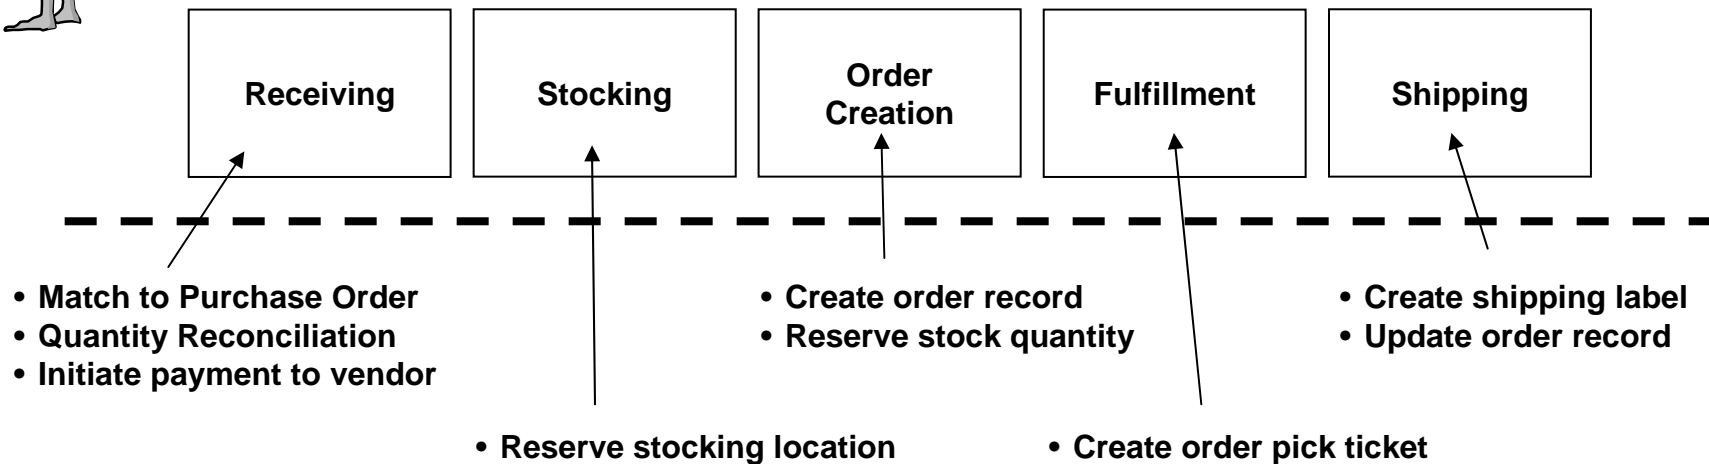 Receiving
Stocking
Order
Creation
Fulfillment
Shipping
• Match to Purchase Order
• Quantity Reconciliation
• Initiate payment to vendor
• Create order record
• Reserve stock quantity
• Create shipping label
• Update order record
• Reserve stocking location
• Create order pick ticket